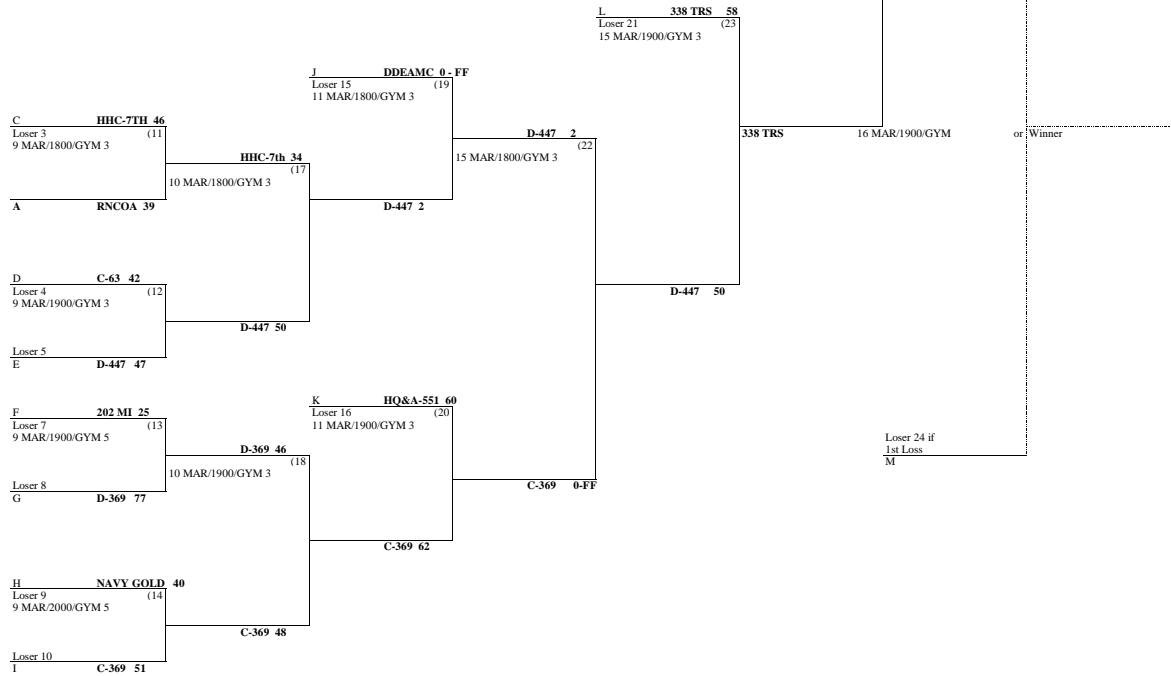 L 338 TRS 58
Loser 21 (23
15 MAR/1900/GYM 3
J DDEAMC 0 - FF
Loser 15 (19
11 MAR/1800/GYM 3
C HHC-7TH 46
Loser 3 (11
9 MAR/1800/GYM 3
D-447 2
(22
15 MAR/1800/GYM 3
338 TRS 16 MAR/1900/GYM or Winner
HHC-7th 34
(17
10 MAR/1800/GYM 3
A RNCOA 39
D-447 2
D C-63 42
Loser 4 (12
9 MAR/1900/GYM 3
D-447 50
D-447 50
Loser 5
E D-447 47
K HQ&A-551 60
Loser 16 (20
11 MAR/1900/GYM 3
F 202 MI 25
Loser 7 (13
9 MAR/1900/GYM 5
D-369 46
(18
10 MAR/1900/GYM 3
Loser 24 if
1st Loss
M
Loser 8
G D-369 77
C-369 0-FF
C-369 62
H NAVY GOLD 40
Loser 9 (14
9 MAR/2000/GYM 5
C-369 48
Loser 10
I C-369 51